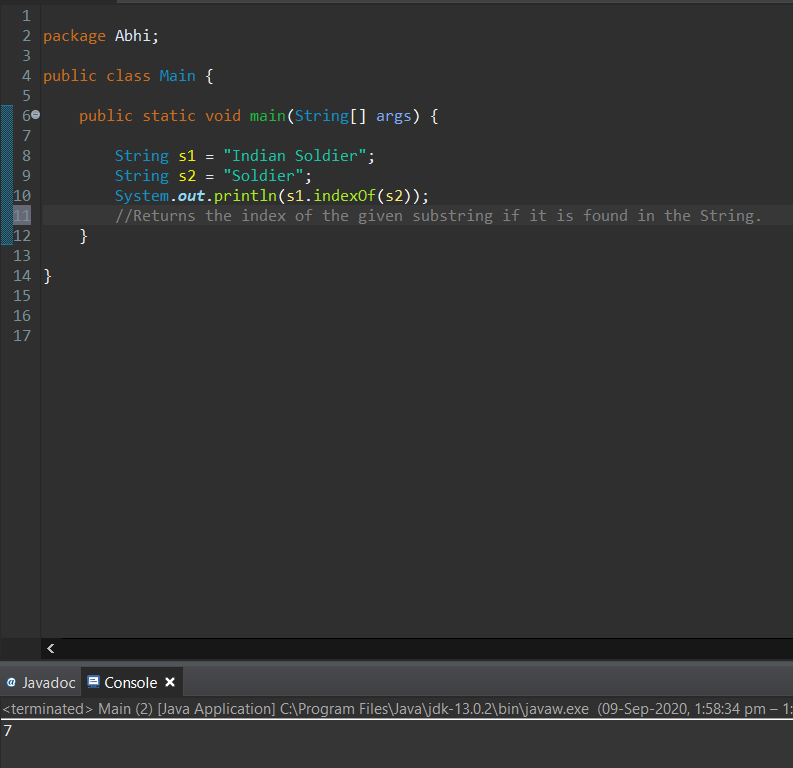 1
2 package Abhi;
3
4 public class Main {
5
6 public static void main(String[] args) {
7
8 String s1 = "Indian Soldier";
9 String s2 = "Soldier";
10 System.out.println(s1.indexOf(s2));
11 //Returns the index of the given substring if it is found in the String.
12 }
13
14 }
15
16
17
@ Javadoc Console
<terminated> Main (2) [Java Application] C:\Program Files\Java\jdk-13.0.2\bin\javaw.exe (09-Sep-2020, 1:58:34 pm – 1:
7